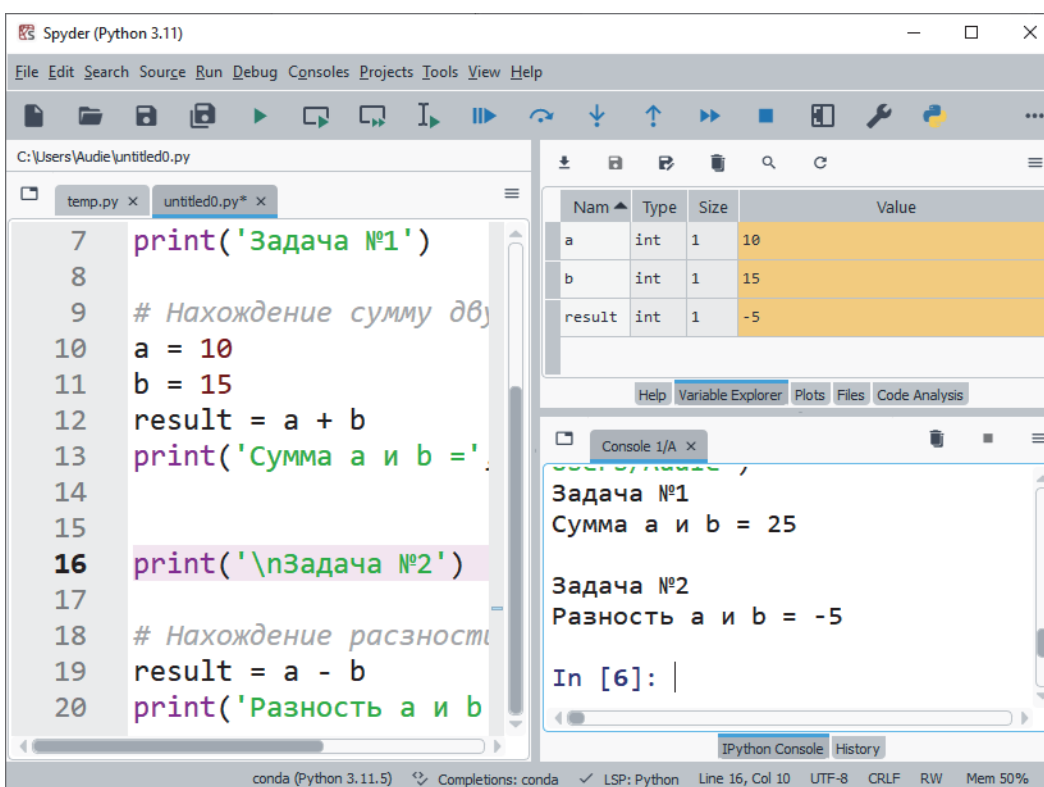 Spyder (Python 3.11)
File Edit Search Source Run Debug Consoles Projects Tools View Help
C:\Users\Audie\untitled0.py
temp.py
untitled0.py*
7 print('Задача №1')
8
9 # Нахождение сумму дву
10 a = 10
11 b = 15
12 result = a + b
13 print('Сумма a и b ='
14
15
16 print('\nЗадача №2')
17
18 # Нахождение расзности
19 result = a - b
20 print('Разность a и b
Nam Type Size Value
a int 1 10
b int 1 15
result int 1 -5
Help Variable Explorer Plots Files Code Analysis
Console 1/A
Users/Audie')
Задача №1
Сумма a и b = 25
Задача №2
Разность a и b = -5
In [6]:
IPython Console History
conda (Python 3.11.5) Completions: conda LSP: Python Line 16, Col 10 UTF-8 CRLF RW Mem 50%